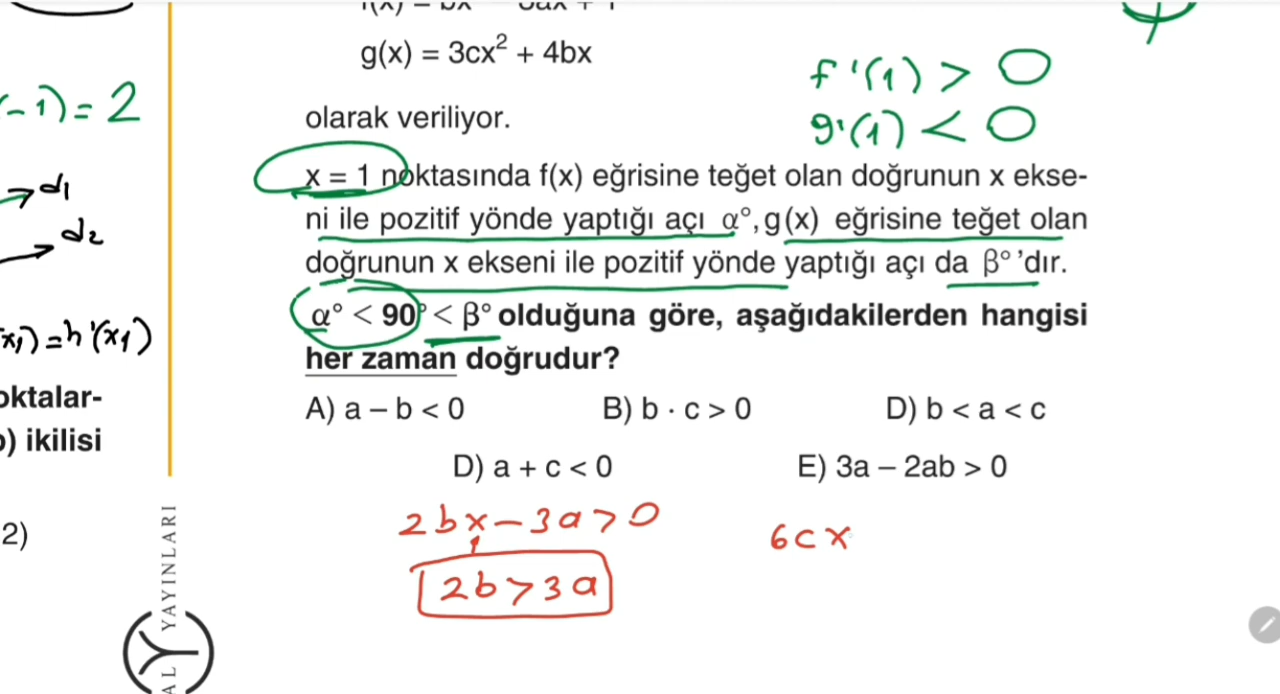 g(x) = 3cx² + 4bx
olarak veriliyor.
x = 1 noktasında f(x) eğrisine teğet olan doğrunun x ekse-
ni ile pozitif yönde yaptığı açı α°, g(x) eğrisine teğet olan
doğrunun x ekseni ile pozitif yönde yaptığı açı da β° 'dır.
α° < 90° < β° olduğuna göre, aşağıdakilerden hangisi
her zaman doğrudur?
A) a – b < 0 B) b · c > 0 D) b < a < c
D) a + c < 0 E) 3a – 2ab > 0
f'(1) > 0
g'(1) < 0
2bx – 3a > 0
1
2b > 3a
6cx
-1) = 2
d1
d2
x1) = h'(x1)
oktalar-
) ikilisi
2)
AL YAYINLARI